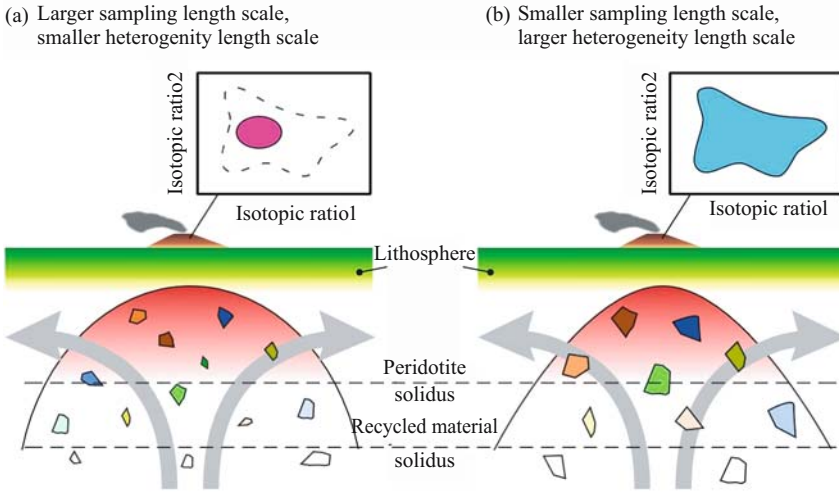 (a) Larger sampling length scale,
smaller heterogenity length scale
(b) Smaller sampling length scale,
larger heterogeneity length scale
Isotopic ratio2
Isotopic ratio1
Isotopic ratio2
Isotopic ratio1
Lithosphere
Peridotite
solidus
Recycled material
solidus